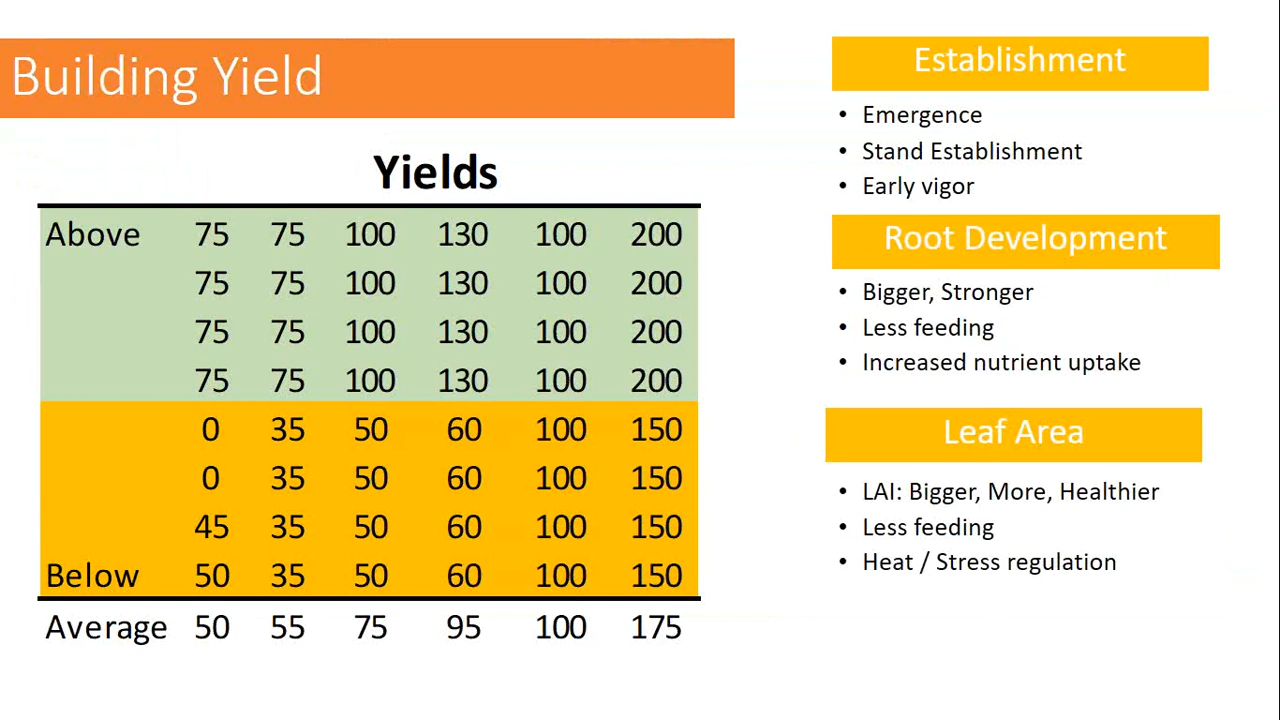 Building Yield
Yields
Above 75 75 100 130 100 200
75 75 100 130 100 200
75 75 100 130 100 200
75 75 100 130 100 200
0 35 50 60 100 150
0 35 50 60 100 150
45 35 50 60 100 150
Below 50 35 50 60 100 150
Average 50 55 75 95 100 175
Establishment
• Emergence
• Stand Establishment
• Early vigor
Root Development
• Bigger, Stronger
• Less feeding
• Increased nutrient uptake
Leaf Area
• LAI: Bigger, More, Healthier
• Less feeding
• Heat / Stress regulation